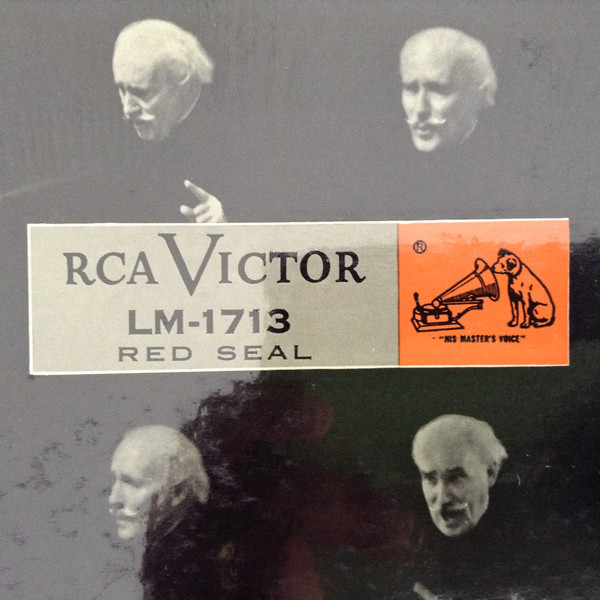 RCA VICTOR
LM-1713
RED SEAL
®
"HIS MASTER'S VOICE"